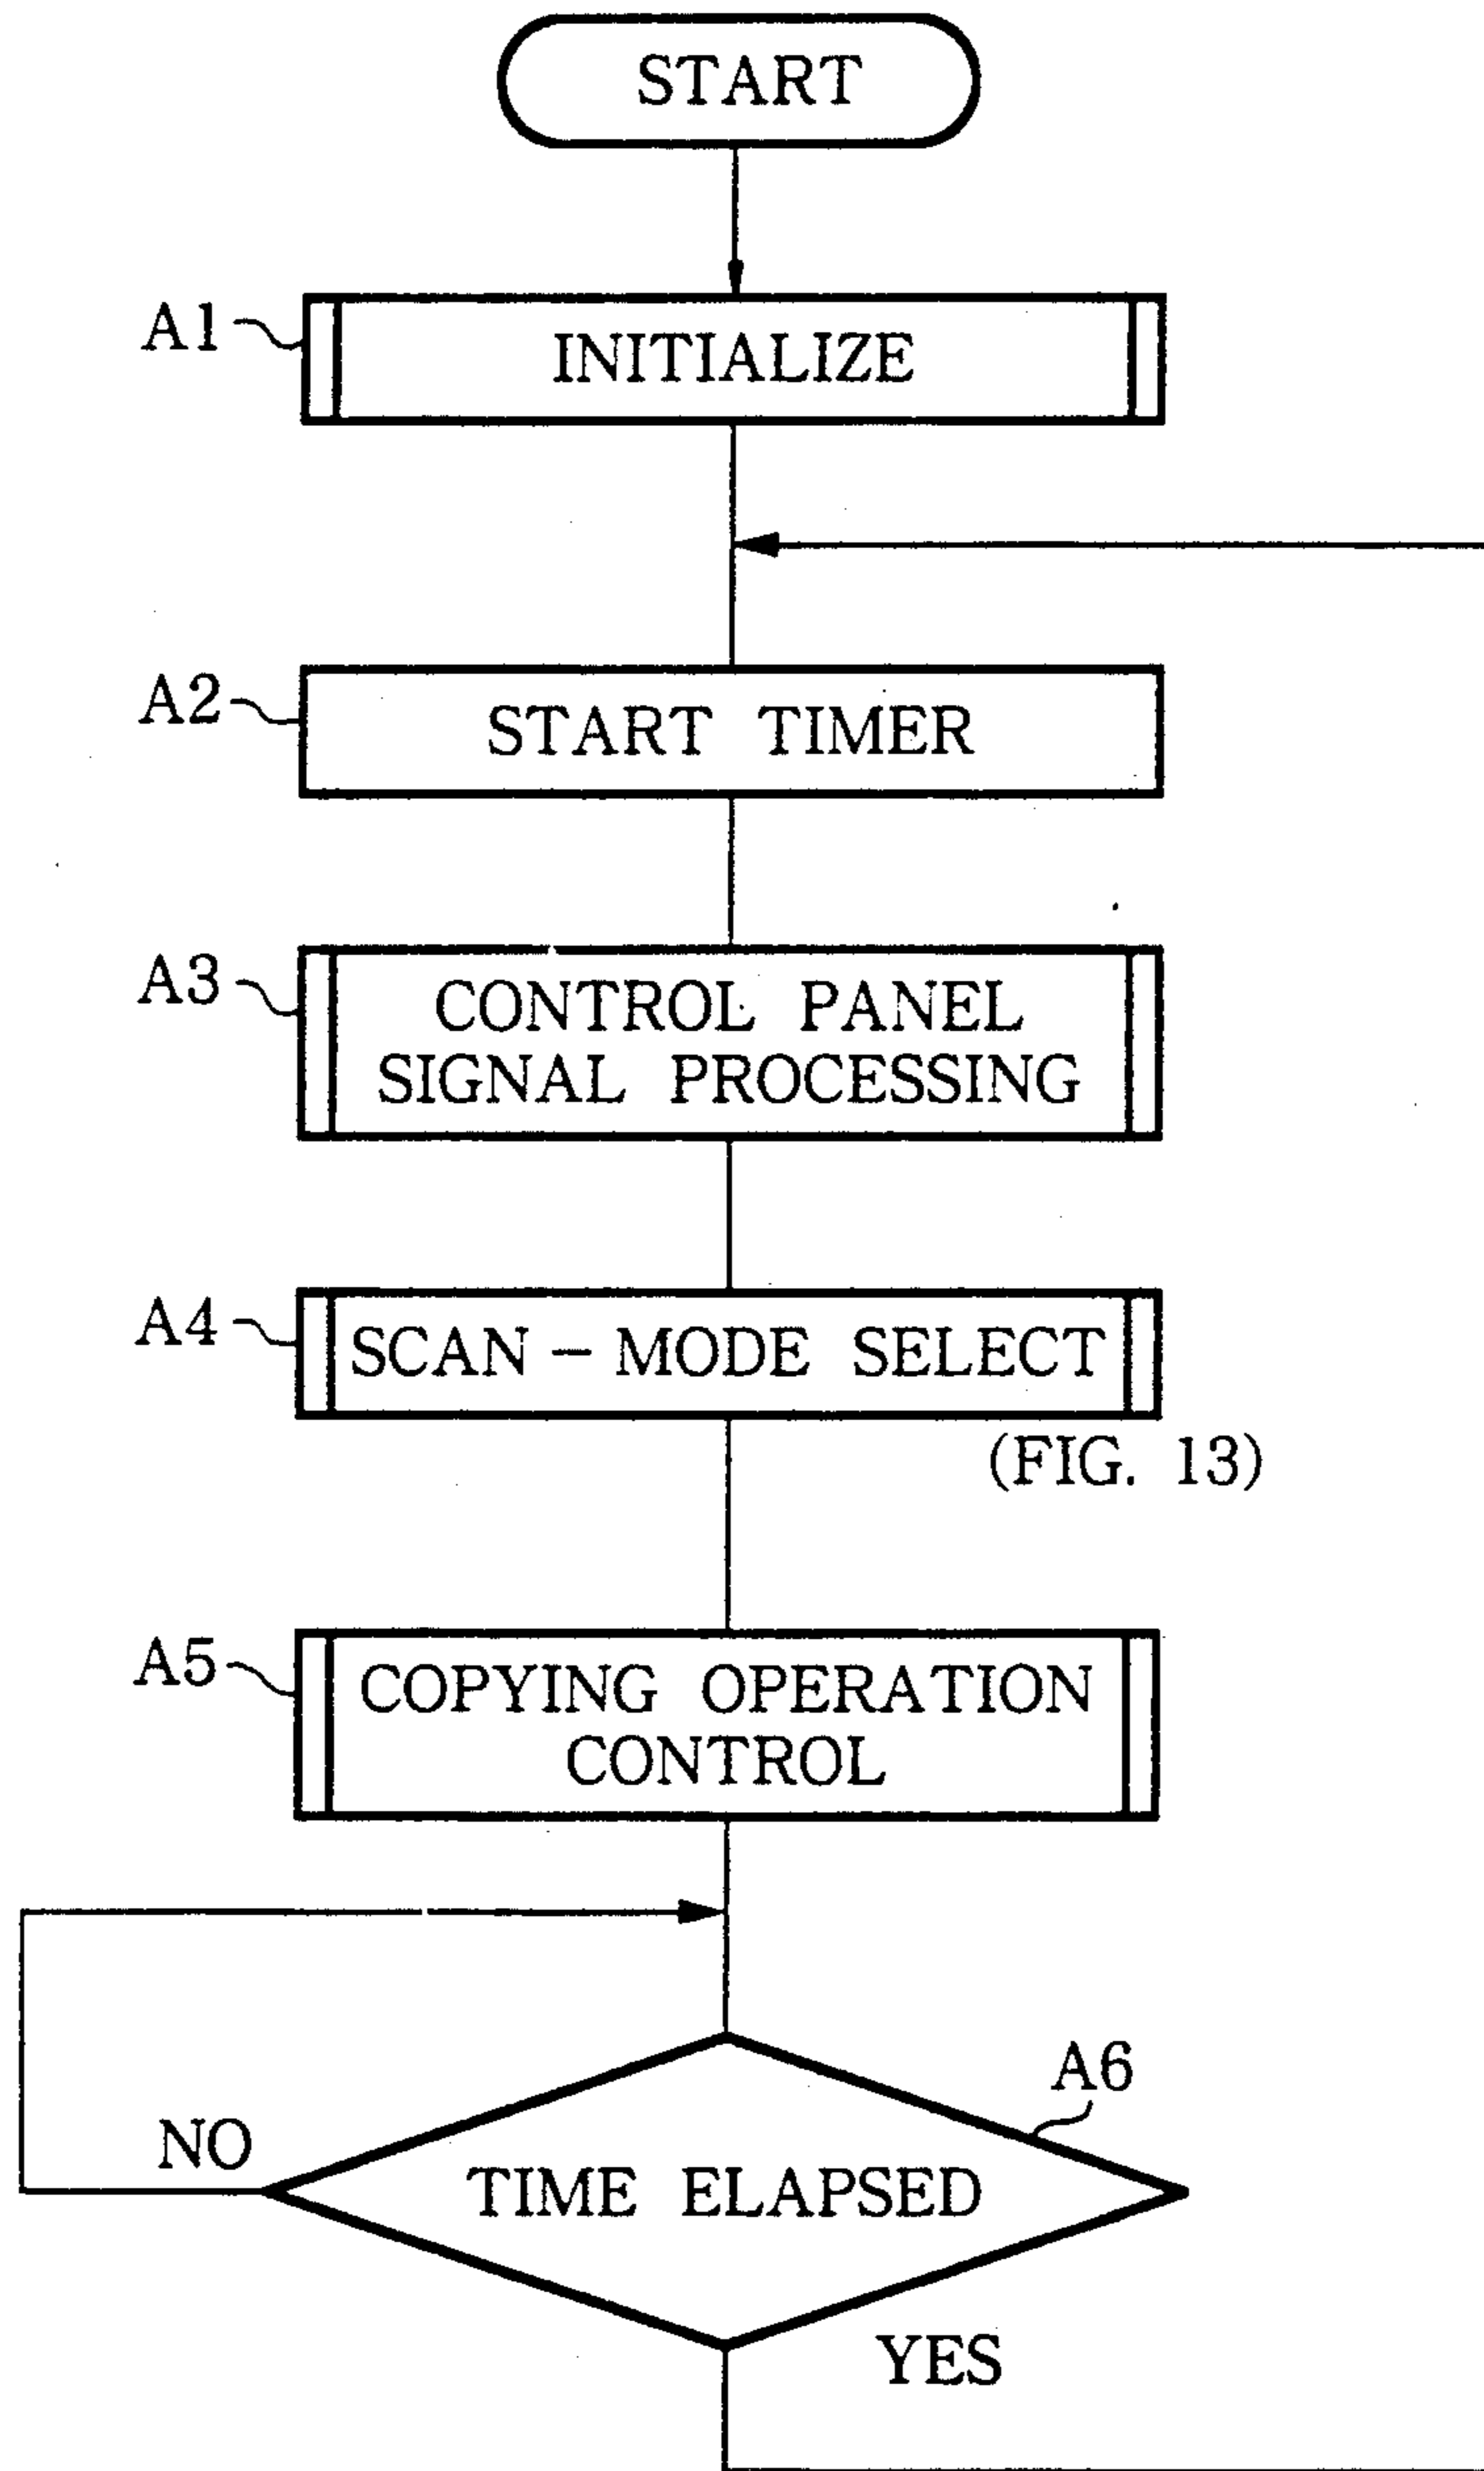 START
A1
INITIALIZE
A2
START TIMER
A3
CONTROL PANEL
SIGNAL PROCESSING
A4
SCAN - MODE SELECT
(FIG. 13)
A5
COPYING OPERATION
CONTROL
A6
NO
TIME ELAPSED
YES